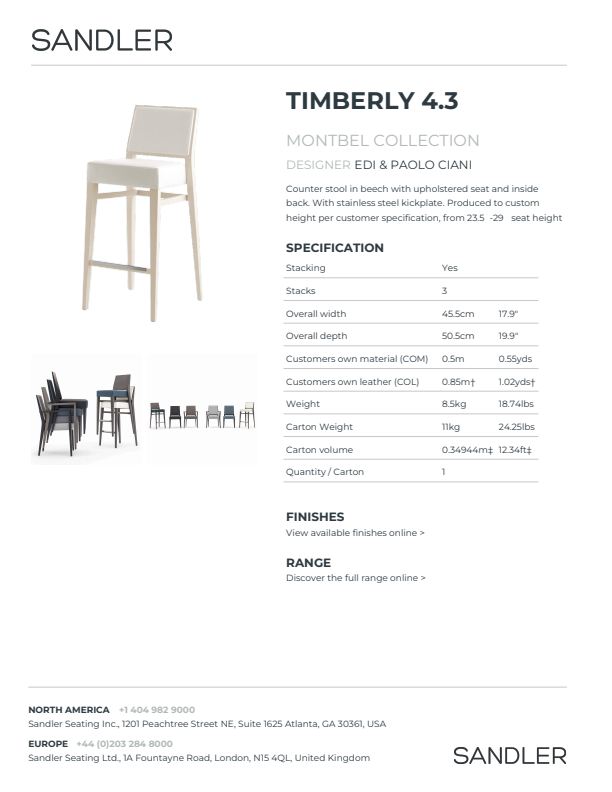 SANDLER
TIMBERLY 4.3
MONTBEL COLLECTION
DESIGNER EDI & PAOLO CIANI
Counter stool in beech with upholstered seat and inside
back. With stainless steel kickplate. Produced to custom
height per customer specification, from 23.5 -29 seat height
SPECIFICATION
Stacking Yes
Stacks 3
Overall width 45.5cm 17.9"
Overall depth 50.5cm 19.9"
Customers own material (COM) 0.5m 0.55yds
Customers own leather (COL) 0.85m† 1.02yds†
Weight 8.5kg 18.74lbs
Carton Weight 11kg 24.25lbs
Carton volume 0.34944m‡ 12.34ft‡
Quantity / Carton 1
FINISHES
View available finishes online >
RANGE
Discover the full range online >
NORTH AMERICA +1 404 982 9000
Sandler Seating Inc., 1201 Peachtree Street NE, Suite 1625 Atlanta, GA 30361, USA
EUROPE +44 (0)203 284 8000
Sandler Seating Ltd., 1A Fountayne Road, London, N15 4QL, United Kingdom
SANDLER